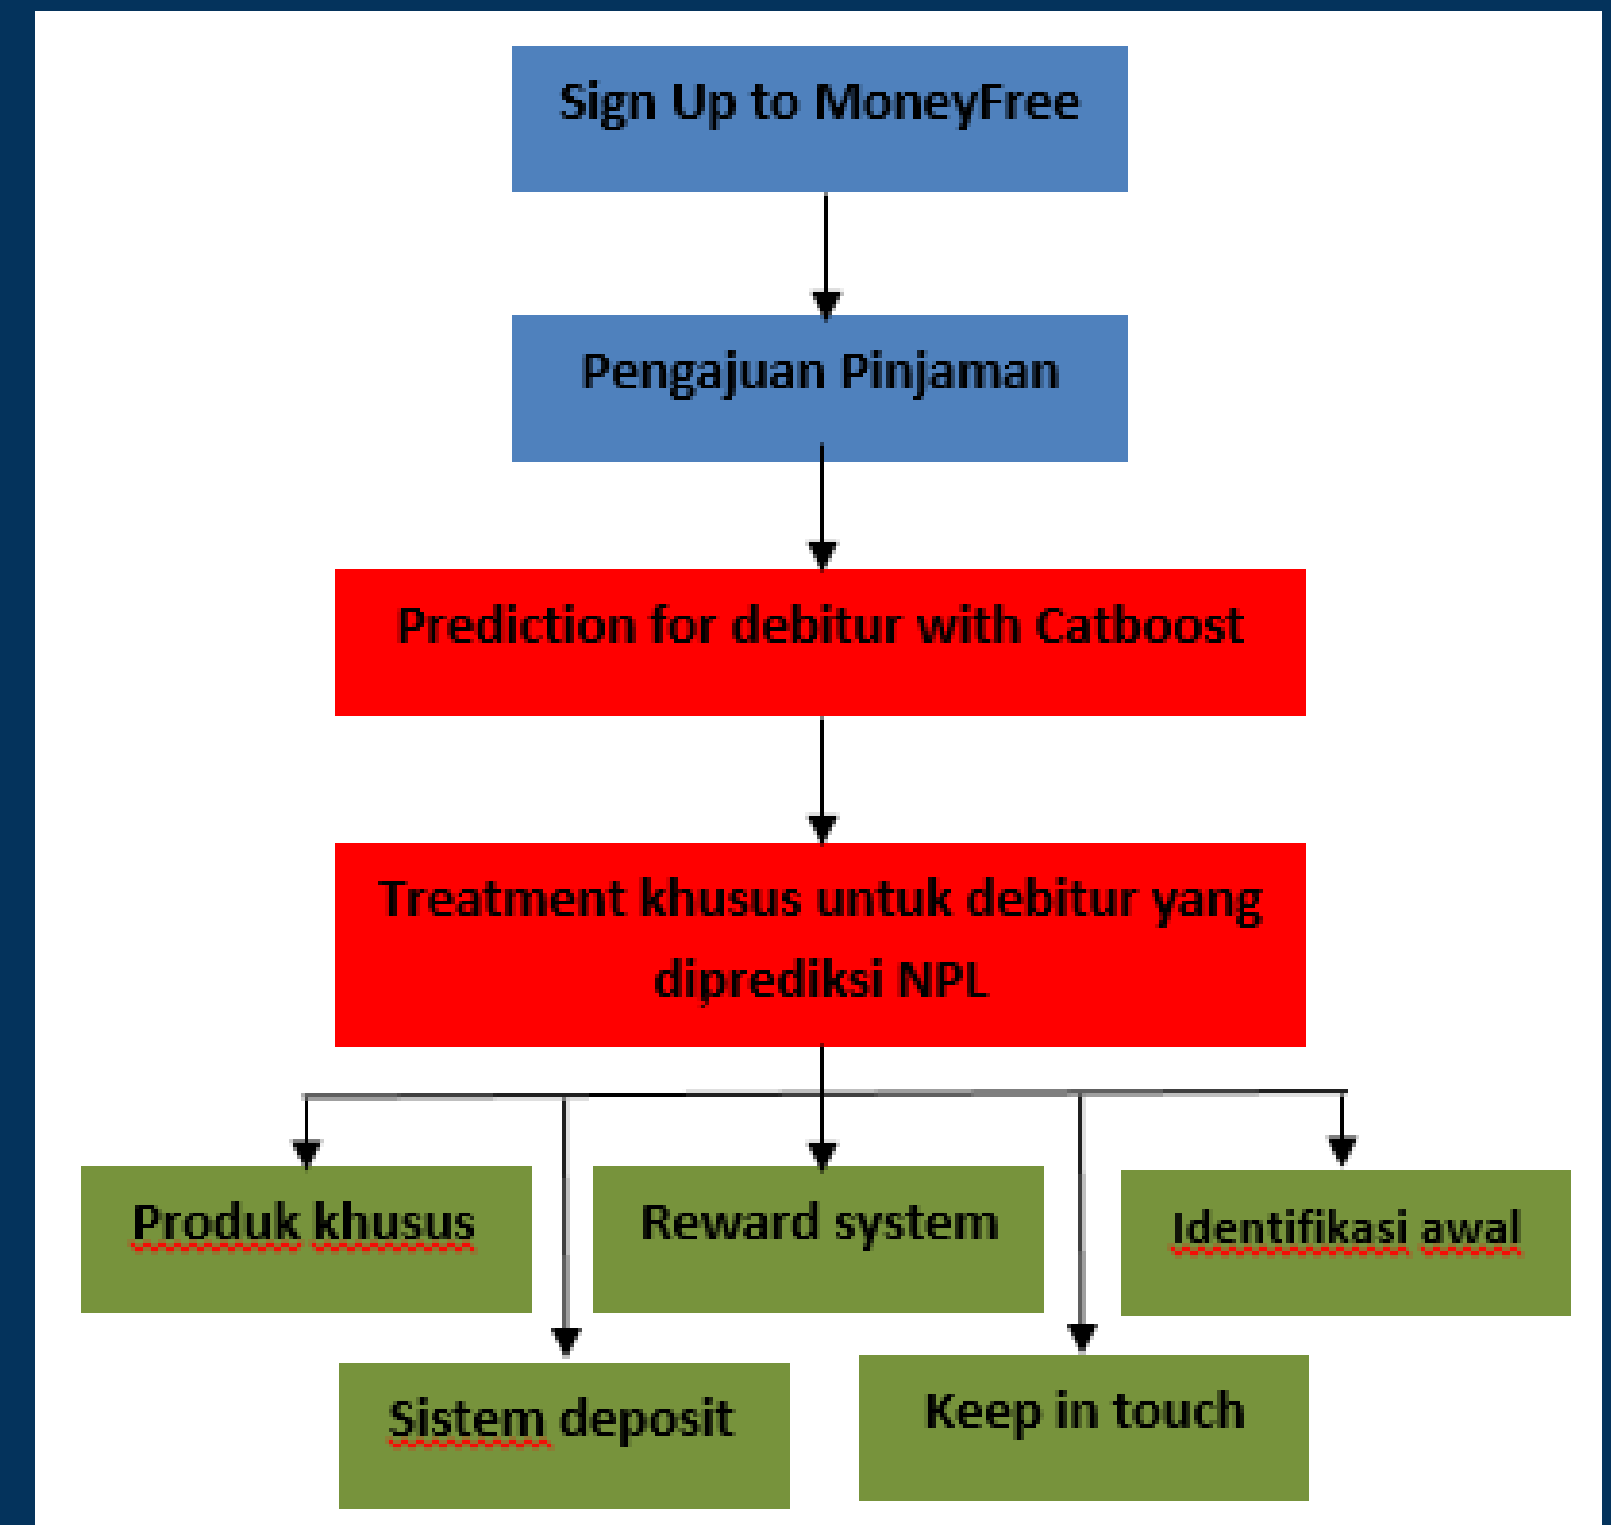 Sign Up to MoneyFree
Pengajuan Pinjaman
Prediction for debitur with Catboost
Treatment khusus untuk debitur yang
diprediksi NPL
Produk khusus
Reward system
Identifikasi awal
Sistem deposit
Keep in touch